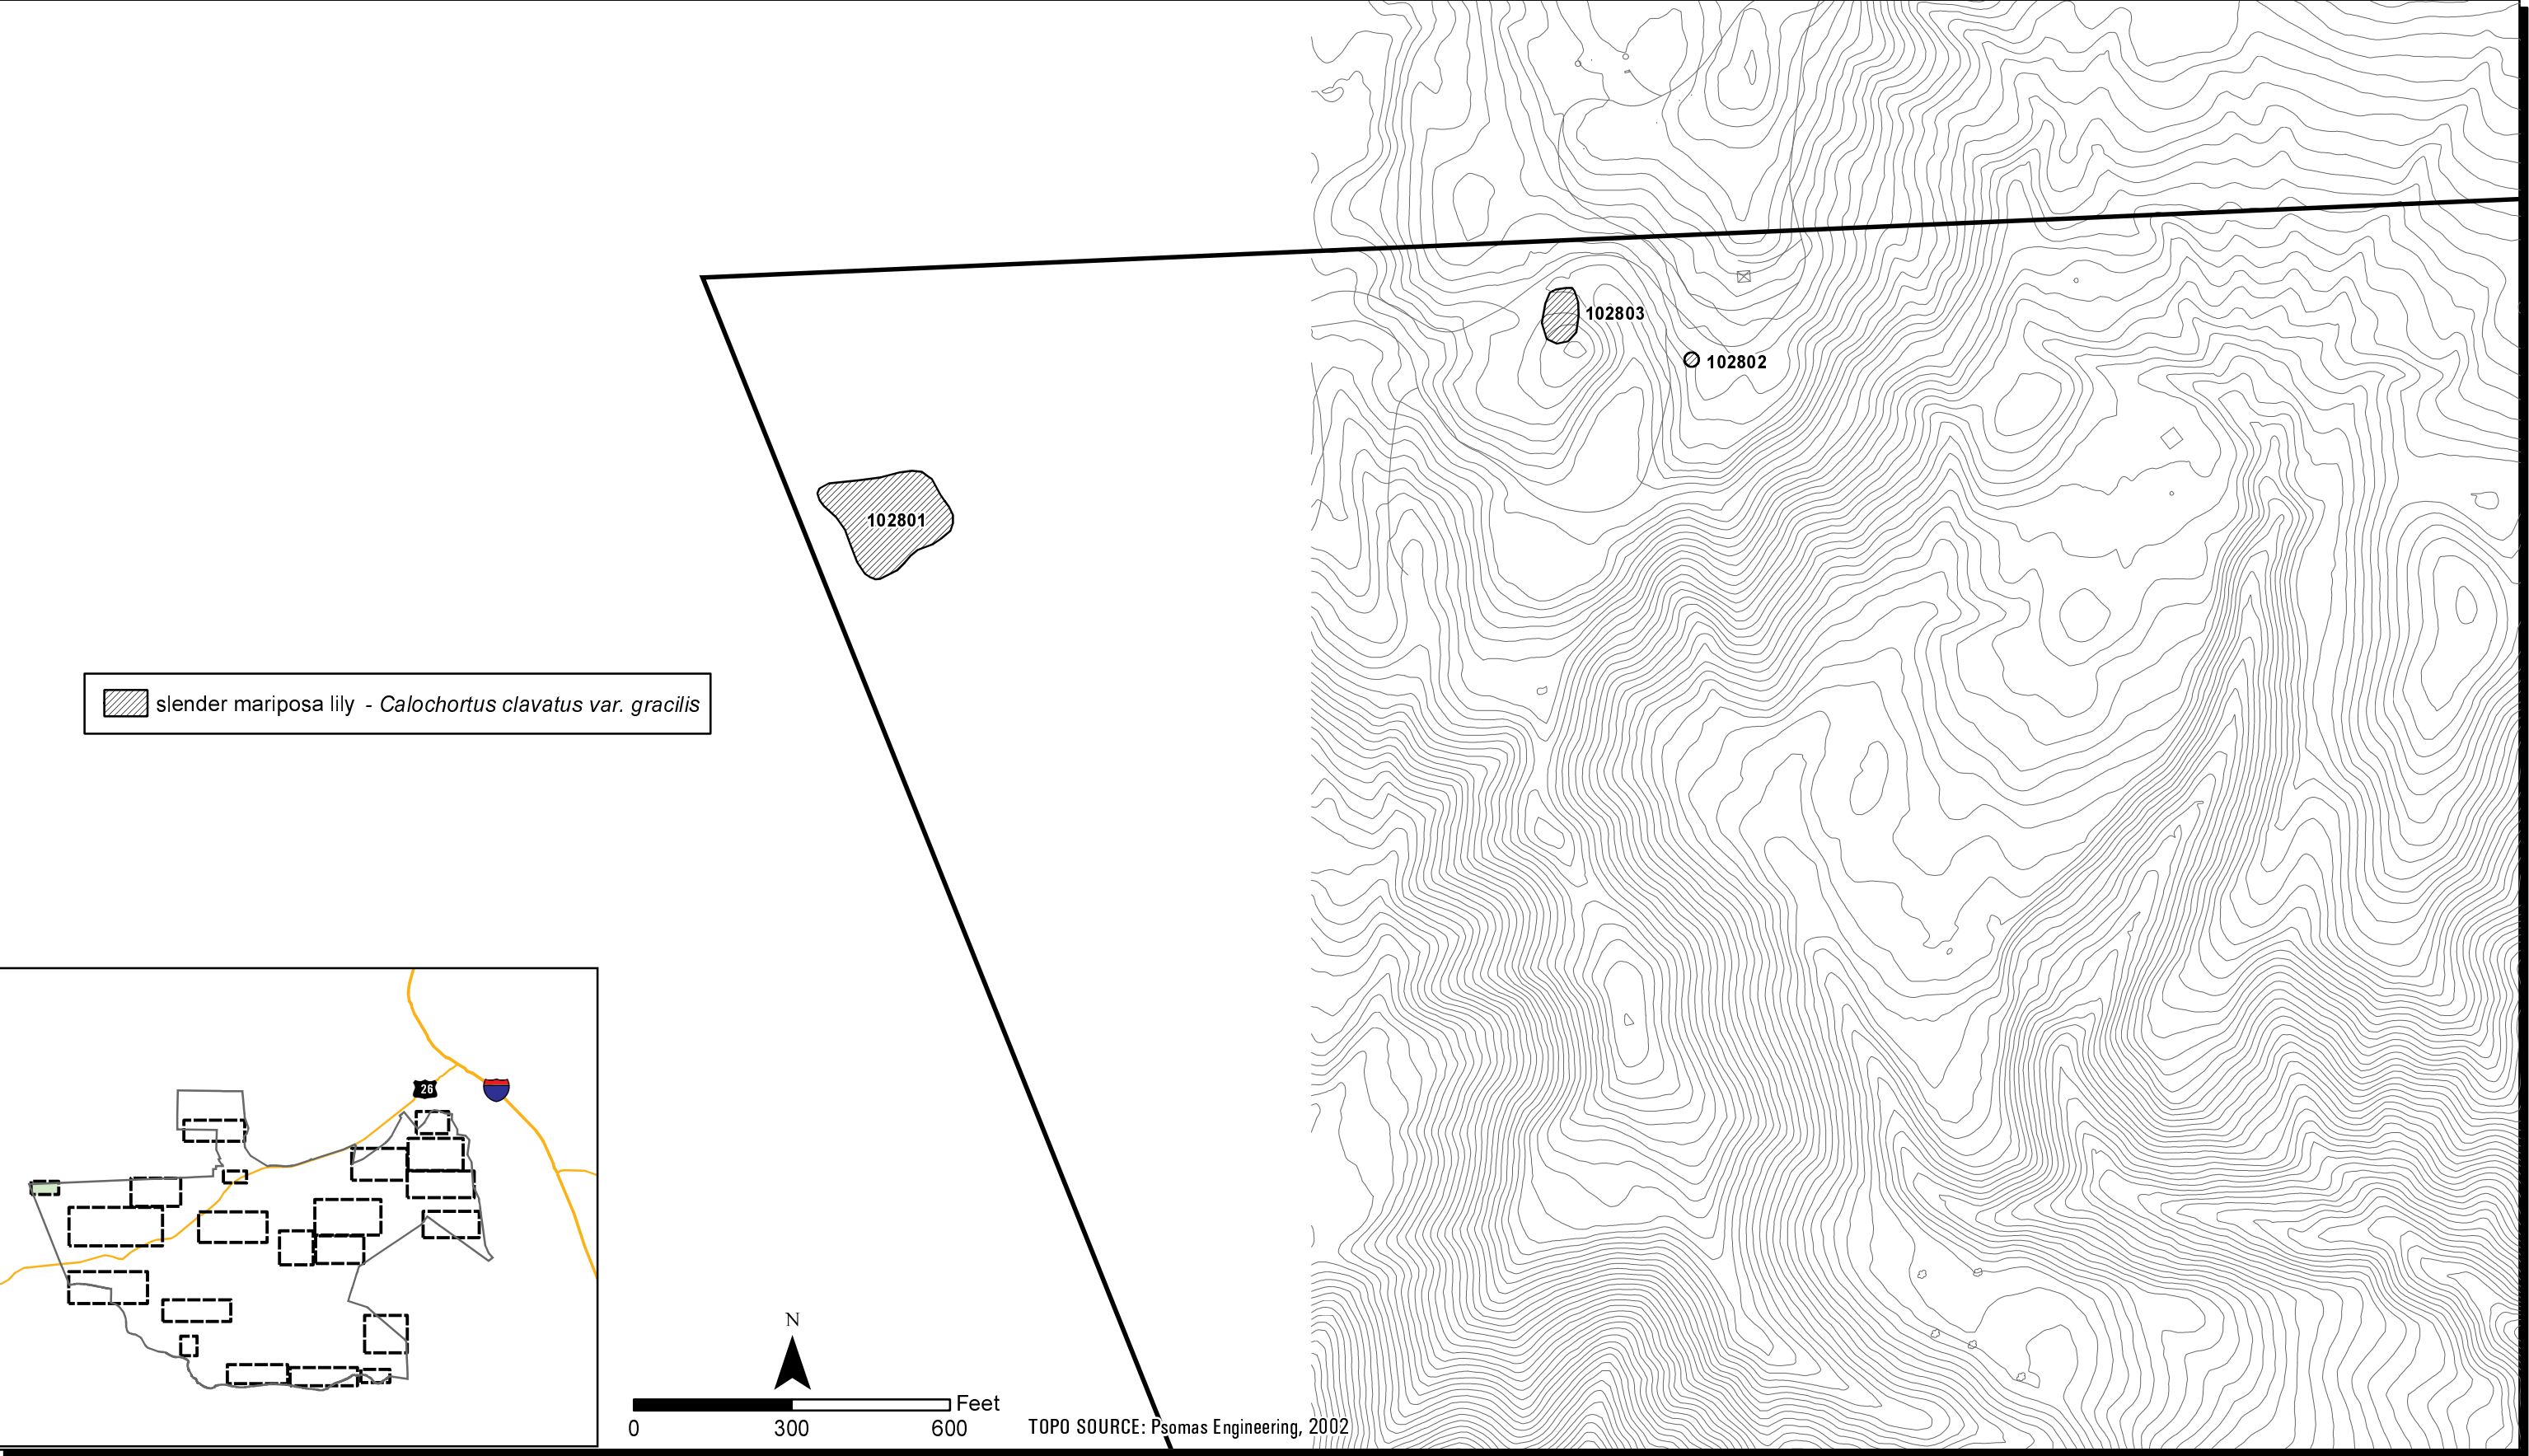 102803
102802
102801
slender mariposa lily - Calochortus clavatus var. gracilis
26
N
Feet
0 300 600
TOPO SOURCE: Psomas Engineering, 2002